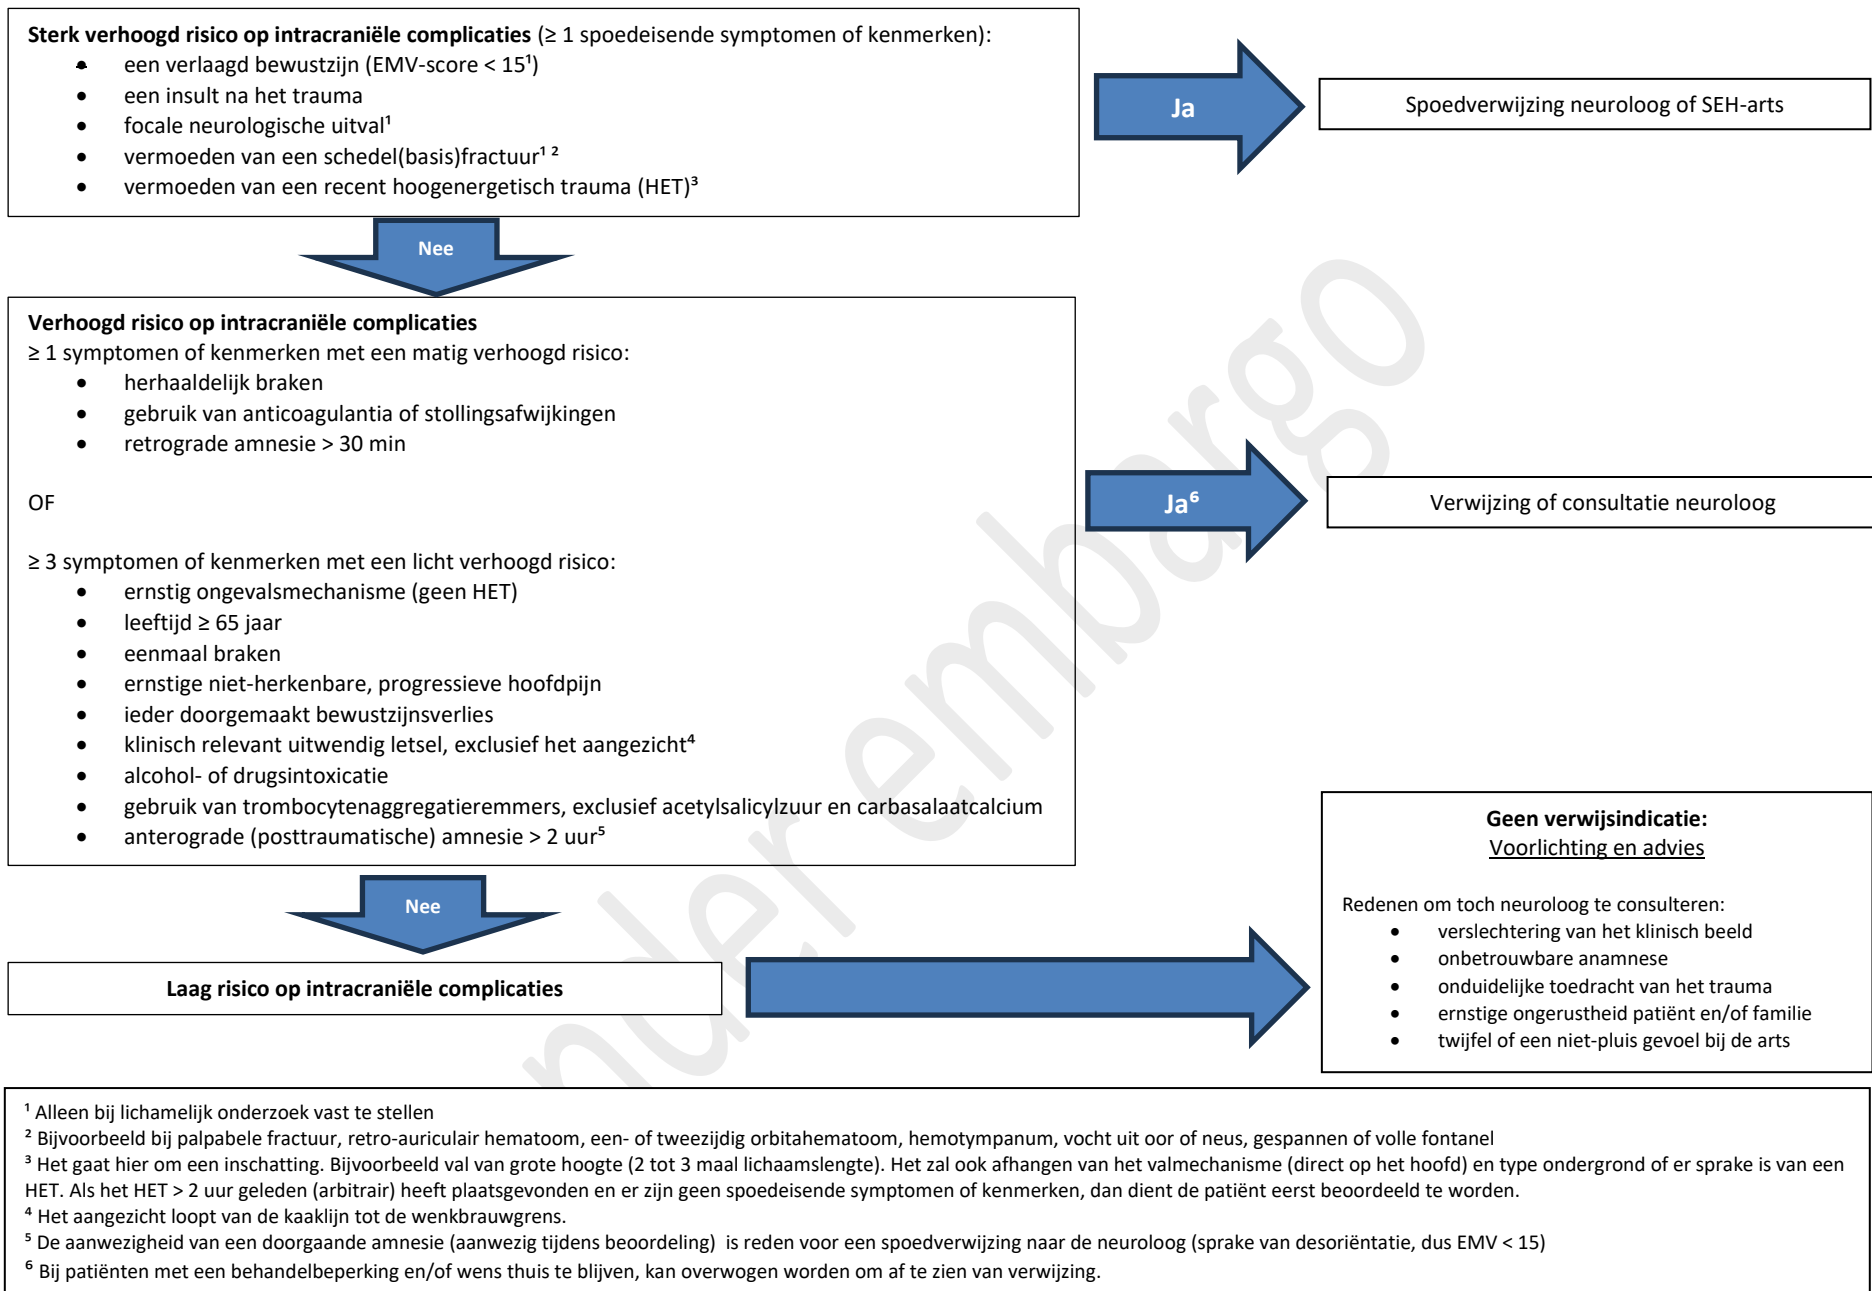 Sterk verhoogd risico op intracraniële complicaties (≥ 1 spoedeisende symptomen of kenmerken):
• een verlaagd bewustzijn (EMV-score < 15¹)
• een insult na het trauma
• focale neurologische uitval¹
• vermoeden van een schedel(basis)fractuur¹ ²
• vermoeden van een recent hoogenergetisch trauma (HET)³
Ja
Spoedverwijzing neuroloog of SEH-arts
Nee
Verhoogd risico op intracraniële complicaties
≥ 1 symptomen of kenmerken met een matig verhoogd risico:
• herhaaldelijk braken
• gebruik van anticoagulantia of stollingsafwijkingen
• retrograde amnesie > 30 min
OF
≥ 3 symptomen of kenmerken met een licht verhoogd risico:
• ernstig ongevalsmechanisme (geen HET)
• leeftijd ≥ 65 jaar
• eenmaal braken
• ernstige niet-herkenbare, progressieve hoofdpijn
• ieder doorgemaakt bewustzijnsverlies
• klinisch relevant uitwendig letsel, exclusief het aangezicht⁴
• alcohol- of drugsintoxicatie
• gebruik van trombocytenaggregatieremmers, exclusief acetylsalicylzuur en carbasalaatcalcium
• anterograde (posttraumatische) amnesie > 2 uur⁵
Ja⁶
Verwijzing of consultatie neuroloog
Nee
Laag risico op intracraniële complicaties
Geen verwijsindicatie:
Voorlichting en advies
Redenen om toch neuroloog te consulteren:
• verslechtering van het klinisch beeld
• onbetrouwbare anamnese
• onduidelijke toedracht van het trauma
• ernstige ongerustheid patiënt en/of familie
• twijfel of een niet-pluis gevoel bij de arts
¹ Alleen bij lichamelijk onderzoek vast te stellen
² Bijvoorbeeld bij palpabele fractuur, retro-auriculair hematoom, een- of tweezijdig orbitahematoom, hemotympanum, vocht uit oor of neus, gespannen of volle fontanel
³ Het gaat hier om een inschatting. Bijvoorbeeld val van grote hoogte (2 tot 3 maal lichaamslengte). Het zal ook afhangen van het valmechanisme (direct op het hoofd) en type ondergrond of er sprake is van een
HET. Als het HET > 2 uur geleden (arbitrair) heeft plaatsgevonden en er zijn geen spoedeisende symptomen of kenmerken, dan dient de patiënt eerst beoordeeld te worden.
⁴ Het aangezicht loopt van de kaaklijn tot de wenkbrauwgrens.
⁵ De aanwezigheid van een doorgaande amnesie (aanwezig tijdens beoordeling) is reden voor een spoedverwijzing naar de neuroloog (sprake van desoriëntatie, dus EMV < 15)
⁶ Bij patiënten met een behandelbeperking en/of wens thuis te blijven, kan overwogen worden om af te zien van verwijzing.
nder embargo